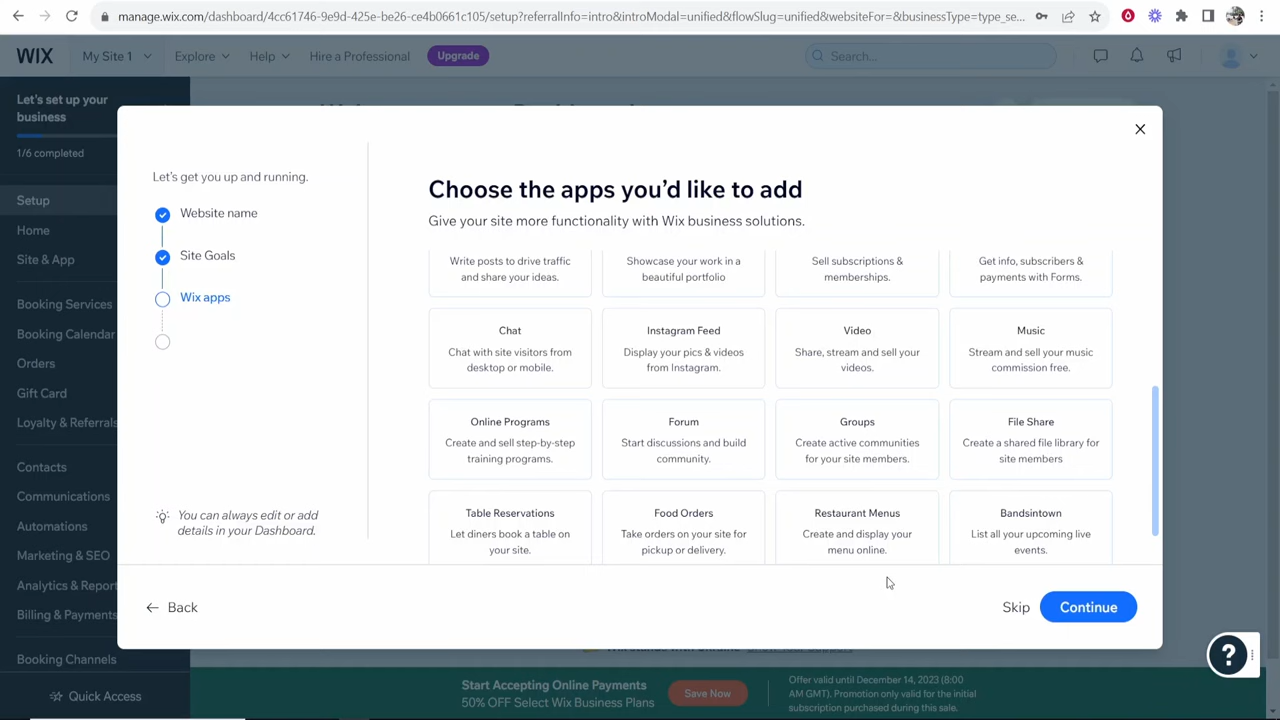 manage.wix.com/dashboard/4cc61746-9e9d-425e-be26-ce4b0661c105/setup?referralInfo=intro&introModal=unified&flowSlug=unified&websiteFor=&businessType=type_se...
WIX
My Site 1
Explore
Help
Hire a Professional
Upgrade
Search...
Let's set up your
business
1/6 completed
Setup
Home
Site & App
Booking Services
Booking Calendar
Orders
Gift Card
Loyalty & Referrals
Contacts
Communications
Automations
Marketing & SEO
Analytics & Report
Billing & Payments
Booking Channels
Quick Access
Let's get you up and running.
Website name
Site Goals
Wix apps
You can always edit or add
details in your Dashboard.
Choose the apps you'd like to add
Give your site more functionality with Wix business solutions.
Write posts to drive traffic
and share your ideas.
Showcase your work in a
beautiful portfolio
Sell subscriptions &
memberships.
Get info, subscribers &
payments with Forms.
Chat
Chat with site visitors from
desktop or mobile.
Instagram Feed
Display your pics & videos
from Instagram.
Video
Share, stream and sell your
videos.
Music
Stream and sell your music
commission free.
Online Programs
Create and sell step-by-step
training programs.
Forum
Start discussions and build
community.
Groups
Create active communities
for your site members.
File Share
Create a shared file library for
site members
Table Reservations
Let diners book a table on
your site.
Food Orders
Take orders on your site for
pickup or delivery.
Restaurant Menus
Create and display your
menu online.
Bandsintown
List all your upcoming live
events.
Back
Skip
Continue
?
Start Accepting Online Payments
50% OFF Select Wix Business Plans
Save Now
Offer valid until December 14, 2023 (8:00
AM GMT). Promotion only valid for the initial
subscription purchased during this sale.